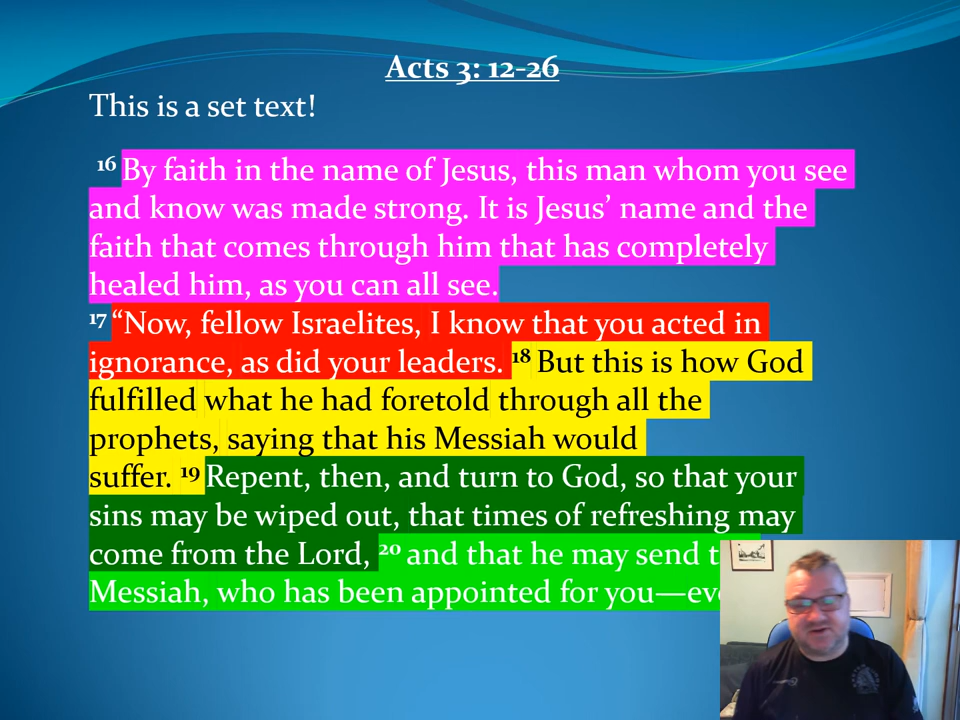 Acts 3: 12-26
This is a set text!
16 By faith in the name of Jesus, this man whom you see
and know was made strong. It is Jesus’ name and the
faith that comes through him that has completely
healed him, as you can all see.
17 “Now, fellow Israelites, I know that you acted in
ignorance, as did your leaders. 18 But this is how God
fulfilled what he had foretold through all the
prophets, saying that his Messiah would
suffer. 19 Repent, then, and turn to God, so that your
sins may be wiped out, that times of refreshing may
come from the Lord, 20 and that he may send
Messiah, who has been appointed for you—